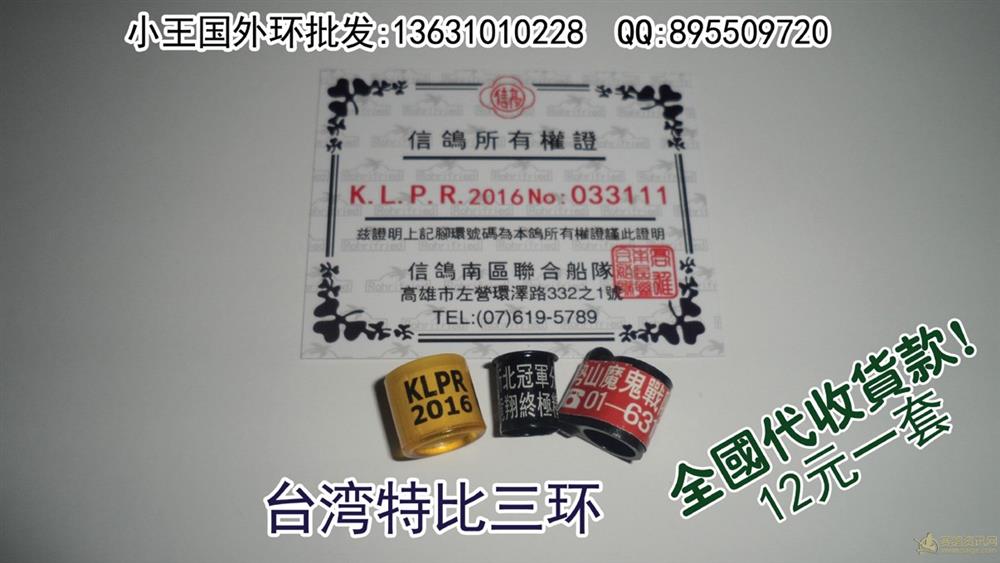 小王国外环批发:13631010228 QQ:895509720
信鴿所有權證
K.L.P.R.2016 No:033111
茲證明上記腳環號碼為本鴿所有權證謹此證明
信鴿南區聯合船隊
高雄市左營環澤路332之1號
TEL:(07)619-5789
KLPR
2016
北冠軍
翔終極
山魔鬼戰
01-63
全國代收貨款!
12元一套
台湾特比三环